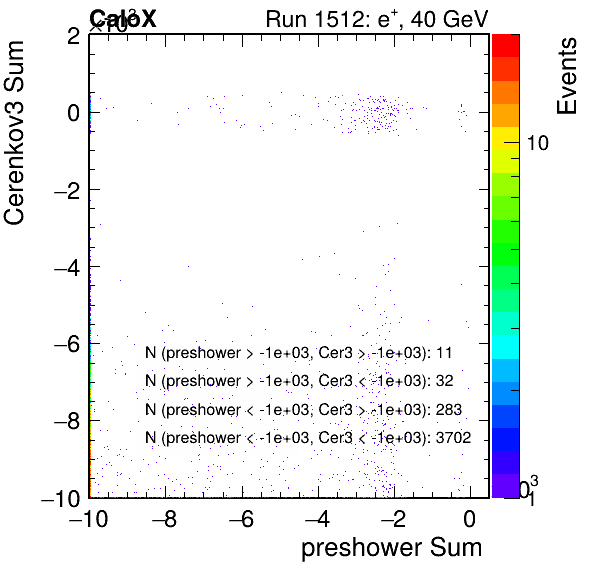 CaloX
×10³
Run 1512: e⁺, 40 GeV
Cerenkov3 Sum
Events
2
0
−2
−4
−6
−8
−10
10
1
N (preshower > -1e+03, Cer3 > -1e+03): 11
N (preshower > -1e+03, Cer3 < -1e+03): 32
N (preshower < -1e+03, Cer3 > -1e+03): 283
N (preshower < -1e+03, Cer3 < -1e+03): 3702
−10 −8 −6 −4 −2 0
preshower Sum